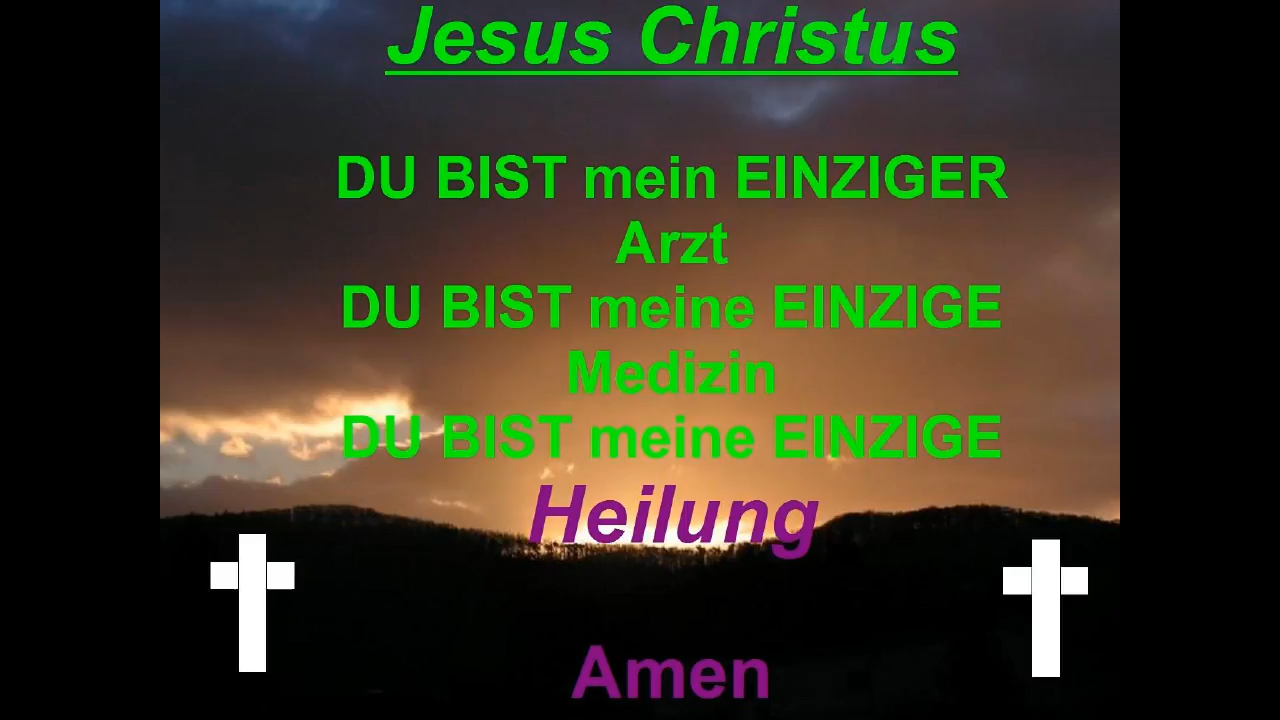 Jesus Christus
DU BIST mein EINZIGER
Arzt
DU BIST meine EINZIGE
Medizin
DU BIST meine EINZIGE
Heilung
Amen